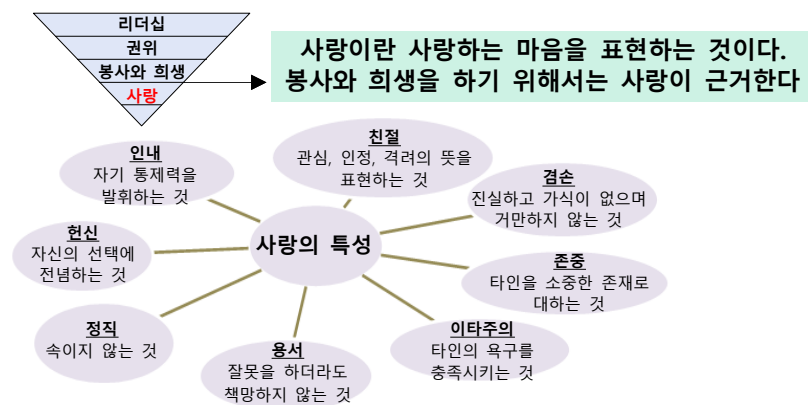 리더십
권위
봉사와 희생
사랑
사랑이란 사랑하는 마음을 표현하는 것이다.
봉사와 희생을 하기 위해서는 사랑이 근거한다
친절
관심, 인정, 격려의 뜻을
표현하는 것
인내
자기 통제력을
발휘하는 것
겸손
진실하고 가식이 없으며
거만하지 않는 것
헌신
자신의 선택에
전념하는 것
사랑의 특성
존중
타인을 소중한 존재로
대하는 것
정직
속이지 않는 것
용서
잘못을 하더라도
책망하지 않는 것
이타주의
타인의 욕구를
충족시키는 것